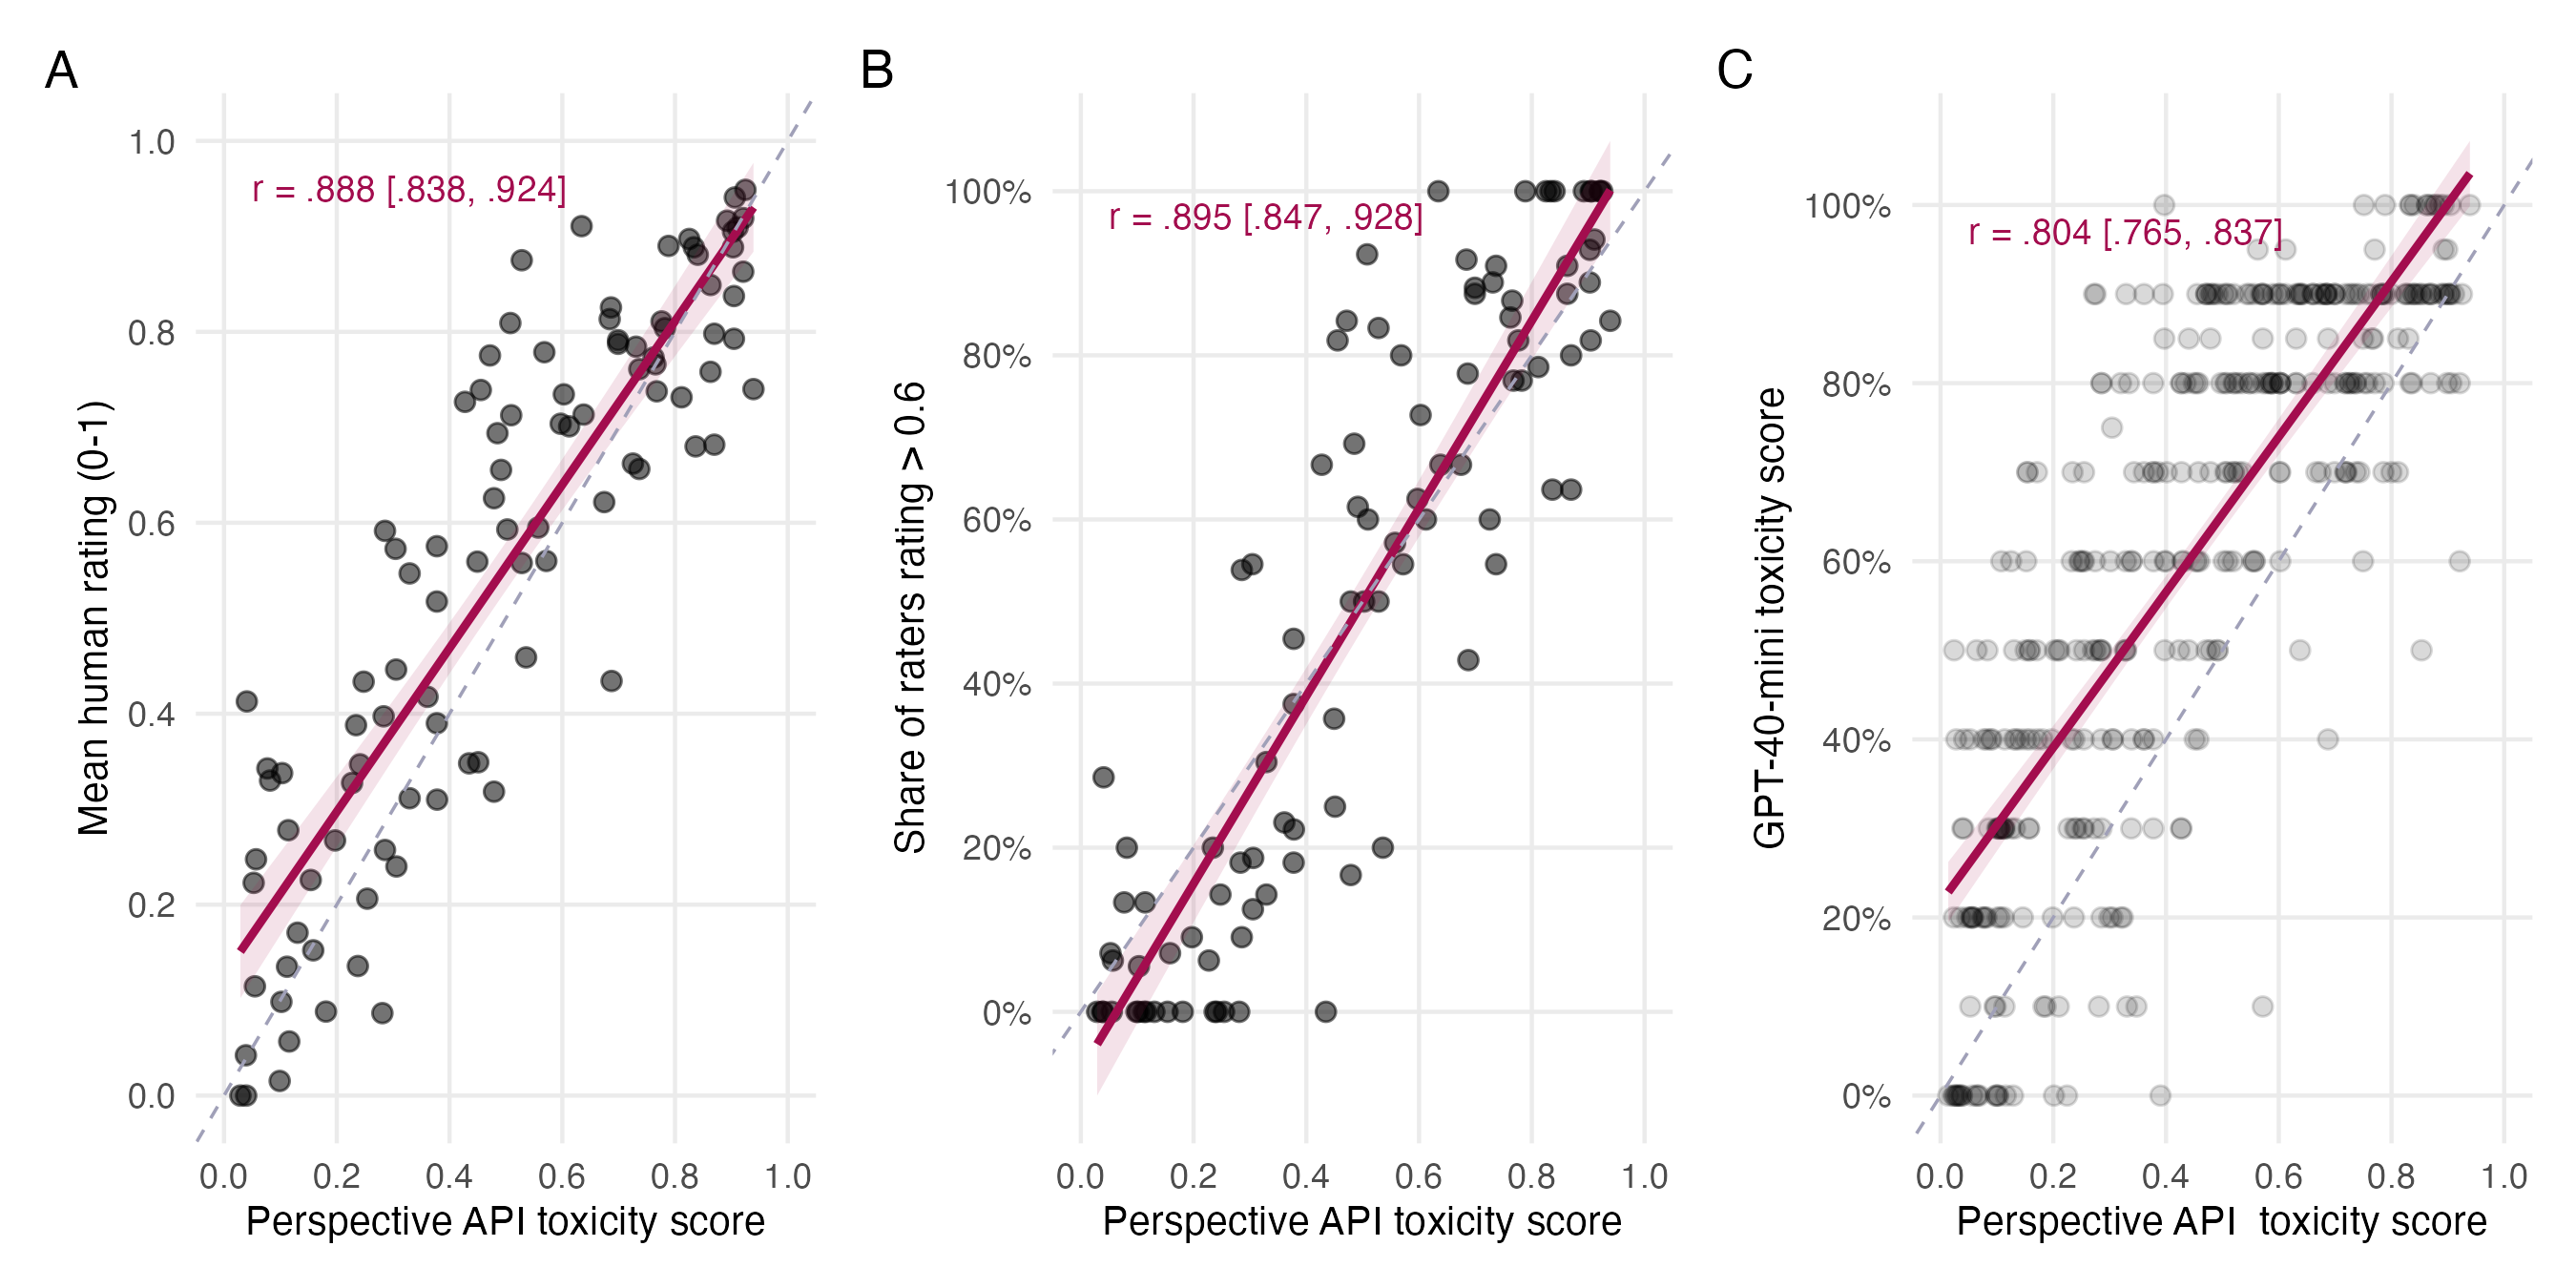 A
1.0
0.8
0.6
0.4
0.2
0.0
Mean human rating (0-1)
r = .888 [.838, .924]
0.0 0.2 0.4 0.6 0.8 1.0
Perspective API toxicity score
B
100%
80%
60%
40%
20%
0%
Share of raters rating > 0.6
r = .895 [.847, .928]
0.0 0.2 0.4 0.6 0.8 1.0
Perspective API toxicity score
C
100%
80%
60%
40%
20%
0%
GPT-40-mini toxicity score
r = .804 [.765, .837]
0.0 0.2 0.4 0.6 0.8 1.0
Perspective API  toxicity score